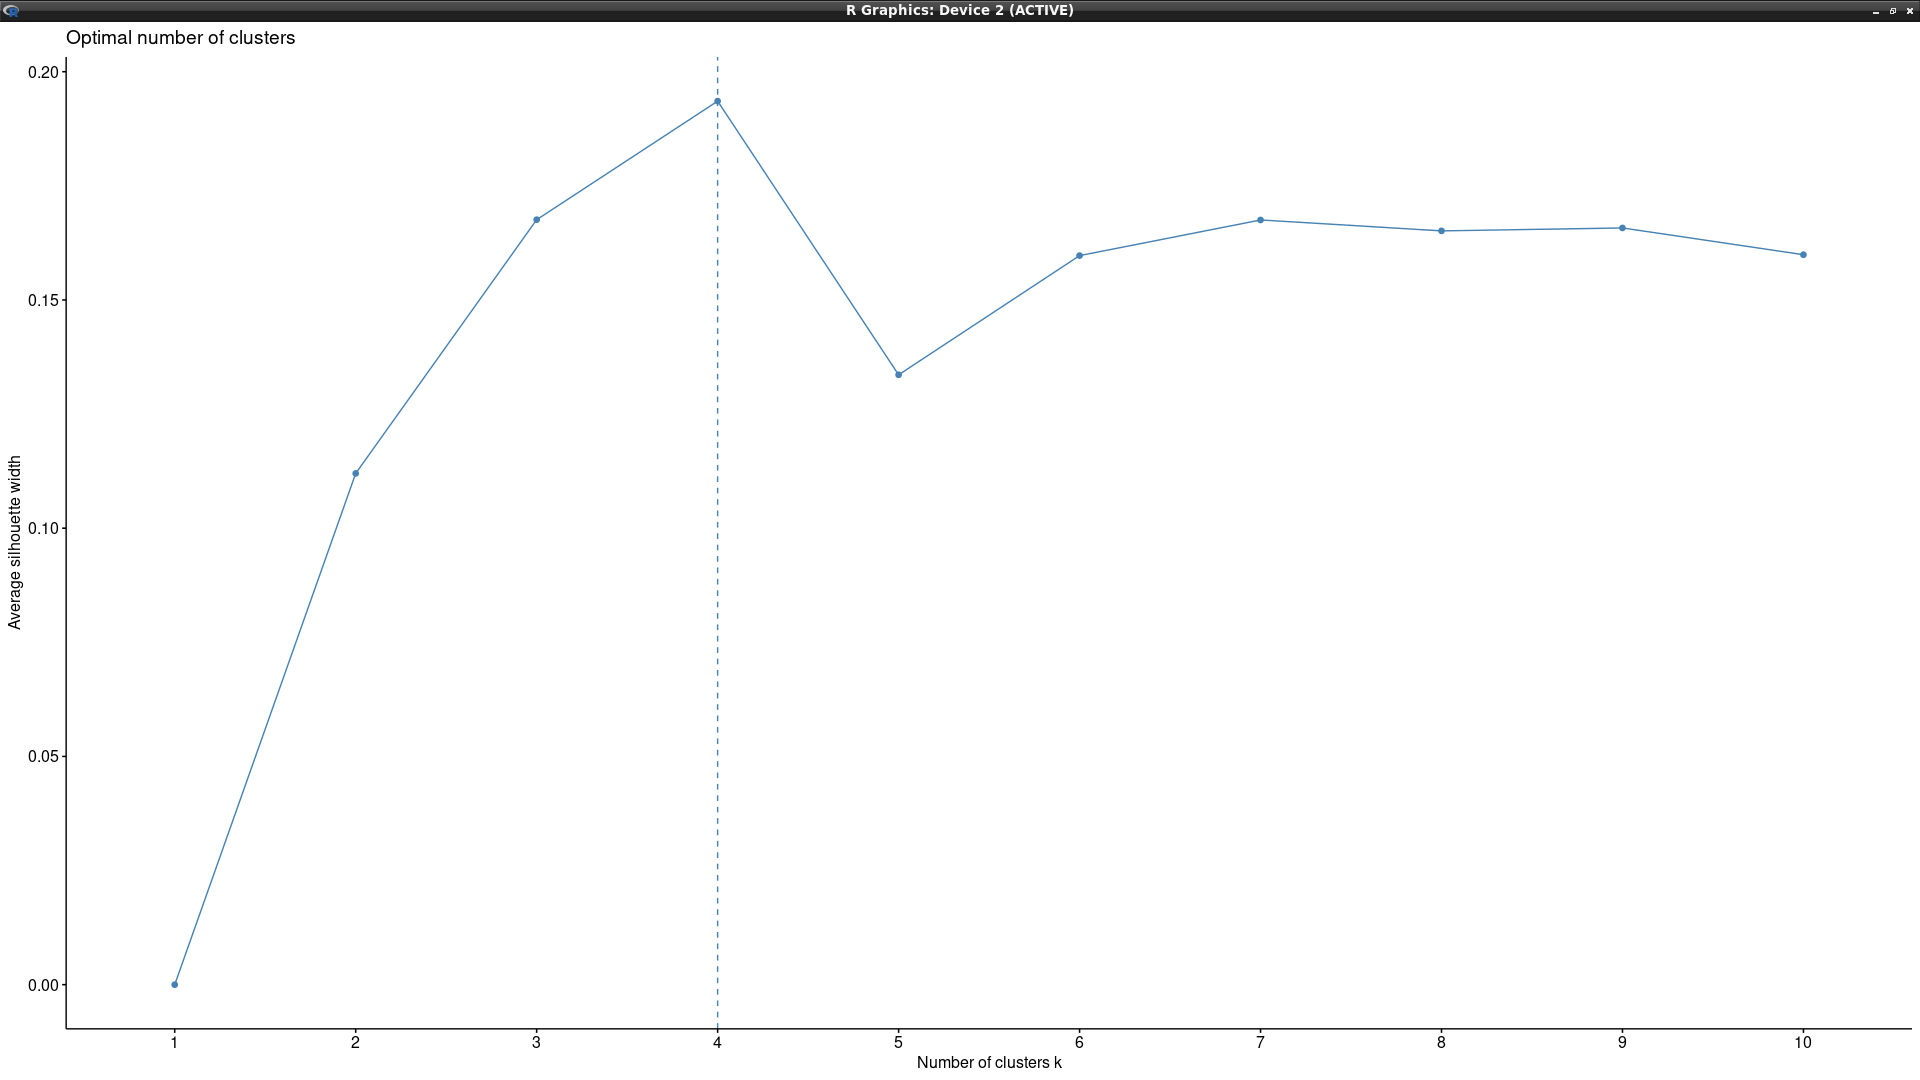 R Graphics: Device 2 (ACTIVE)
Optimal number of clusters
0.20
0.15
0.10
0.05
0.00
Average silhouette width
1 2 3 4 5 6 7 8 9 10
Number of clusters k